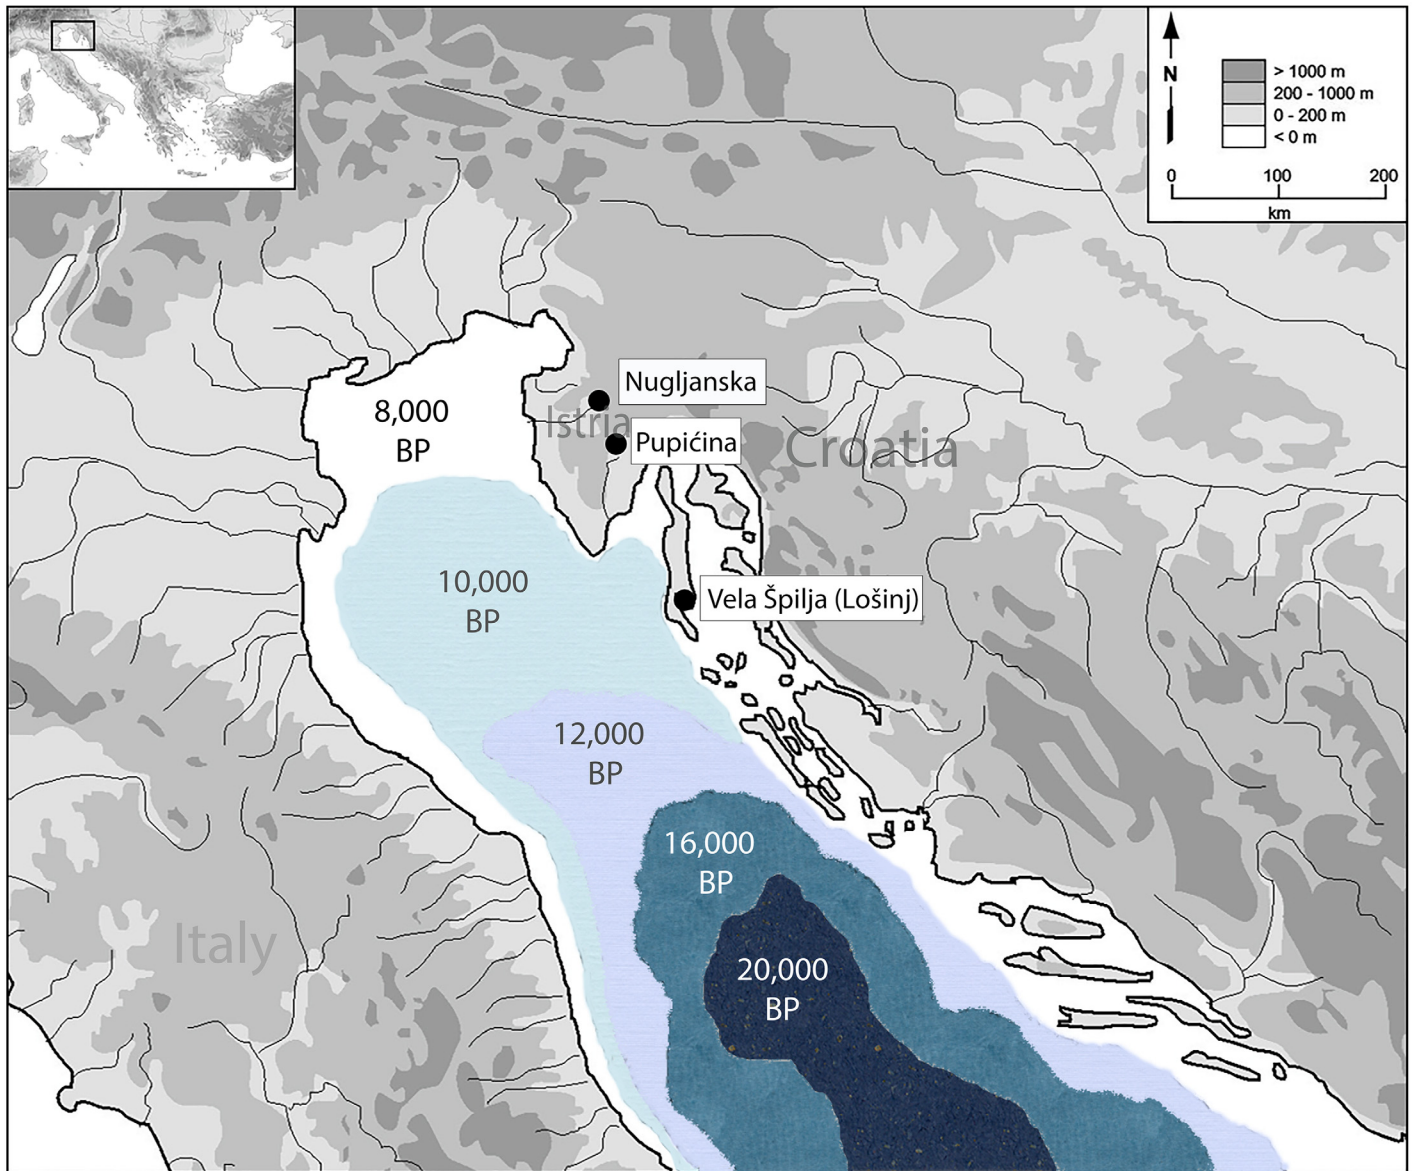 N
> 1000 m
200 - 1000 m
0 - 200 m
< 0 m
0 100 200
km
Nugljanska
8,000
BP
Istria
Pupićina
Croatia
10,000
BP
Vela Špilja (Lošinj)
12,000
BP
16,000
BP
Italy
20,000
BP